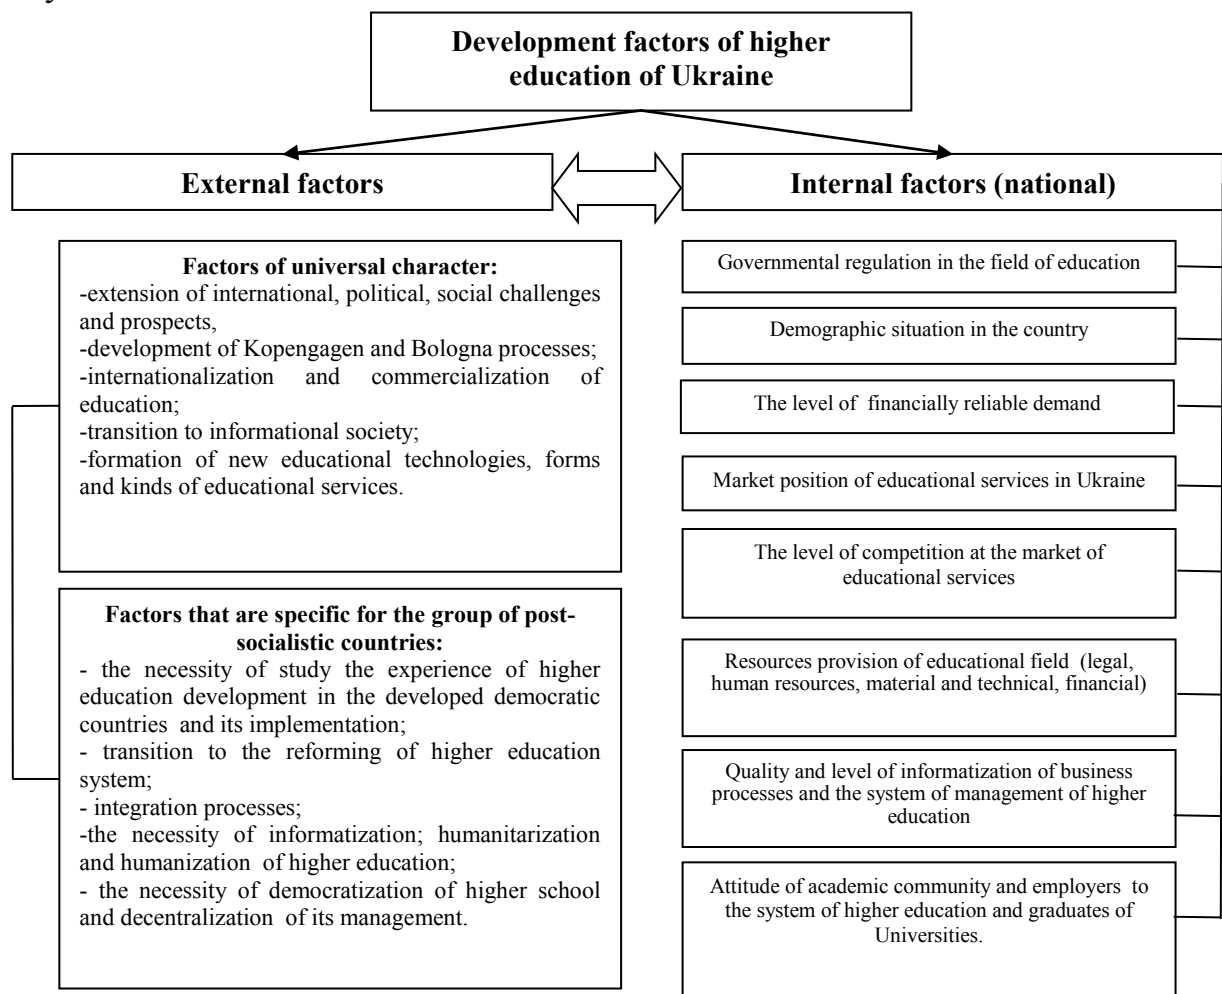 Development factors of higher
education of Ukraine
External factors
Internal factors (national)
Factors of universal character:
-extension of international, political, social challenges
and prospects,
-development of Kopengagen and Bologna processes;
-internationalization and commercialization of
education;
-transition to informational society;
-formation of new educational technologies, forms
and kinds of educational services.
Factors that are specific for the group of post-
socialistic countries:
- the necessity of study the experience of higher
education development in the developed democratic
countries and its implementation;
- transition to the reforming of higher education
system;
- integration processes;
-the necessity of informatization; humanitarization
and humanization of higher education;
- the necessity of democratization of higher school
and decentralization of its management.
Governmental regulation in the field of education
Demographic situation in the country
The level of financially reliable demand
Market position of educational services in Ukraine
The level of competition at the market of
educational services
Resources provision of educational field (legal,
human resources, material and technical, financial)
Quality and level of informatization of business
processes and the system of management of higher
education
Attitude of academic community and employers to
the system of higher education and graduates of
Universities.